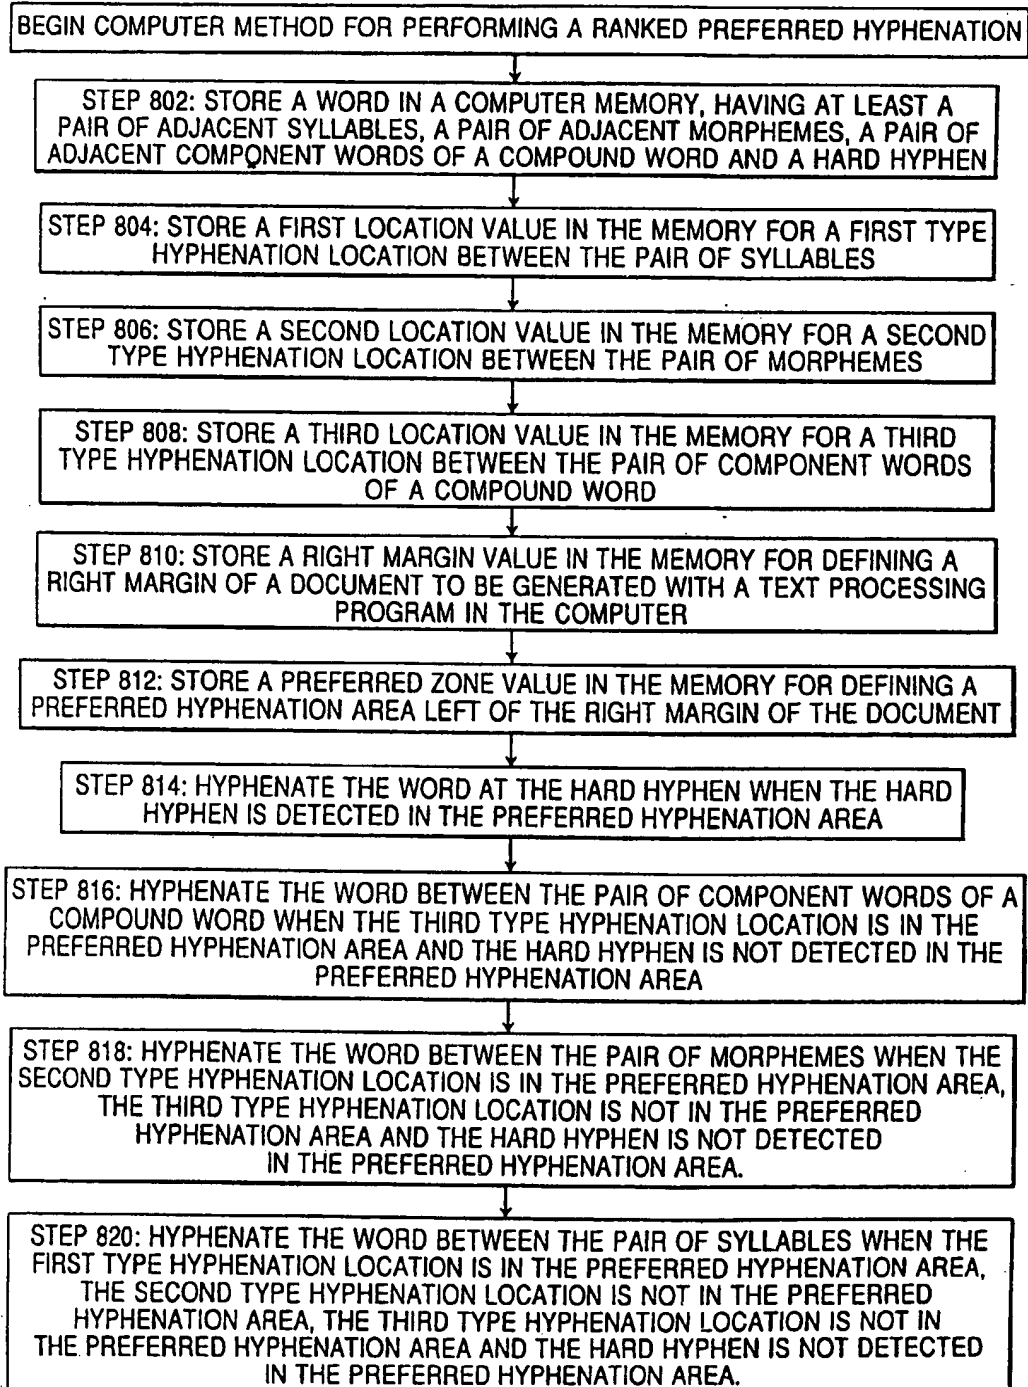 BEGIN COMPUTER METHOD FOR PERFORMING A RANKED PREFERRED HYPHENATION
STEP 802: STORE A WORD IN A COMPUTER MEMORY, HAVING AT LEAST A
PAIR OF ADJACENT SYLLABLES, A PAIR OF ADJACENT MORPHEMES, A PAIR OF
ADJACENT COMPONENT WORDS OF A COMPOUND WORD AND A HARD HYPHEN
STEP 804: STORE A FIRST LOCATION VALUE IN THE MEMORY FOR A FIRST TYPE
HYPHENATION LOCATION BETWEEN THE PAIR OF SYLLABLES
STEP 806: STORE A SECOND LOCATION VALUE IN THE MEMORY FOR A SECOND
TYPE HYPHENATION LOCATION BETWEEN THE PAIR OF MORPHEMES
STEP 808: STORE A THIRD LOCATION VALUE IN THE MEMORY FOR A THIRD
TYPE HYPHENATION LOCATION BETWEEN THE PAIR OF COMPONENT WORDS
OF A COMPOUND WORD
STEP 810: STORE A RIGHT MARGIN VALUE IN THE MEMORY FOR DEFINING A
RIGHT MARGIN OF A DOCUMENT TO BE GENERATED WITH A TEXT PROCESSING
PROGRAM IN THE COMPUTER
STEP 812: STORE A PREFERRED ZONE VALUE IN THE MEMORY FOR DEFINING A
PREFERRED HYPHENATION AREA LEFT OF THE RIGHT MARGIN OF THE DOCUMENT
STEP 814: HYPHENATE THE WORD AT THE HARD HYPHEN WHEN THE HARD
HYPHEN IS DETECTED IN THE PREFERRED HYPHENATION AREA
STEP 816: HYPHENATE THE WORD BETWEEN THE PAIR OF COMPONENT WORDS OF A
COMPOUND WORD WHEN THE THIRD TYPE HYPHENATION LOCATION IS IN THE
PREFERRED HYPHENATION AREA AND THE HARD HYPHEN IS NOT DETECTED IN THE
PREFERRED HYPHENATION AREA
STEP 818: HYPHENATE THE WORD BETWEEN THE PAIR OF MORPHEMES WHEN THE
SECOND TYPE HYPHENATION LOCATION IS IN THE PREFERRED HYPHENATION AREA,
THE THIRD TYPE HYPHENATION LOCATION IS NOT IN THE PREFERRED
HYPHENATION AREA AND THE HARD HYPHEN IS NOT DETECTED
IN THE PREFERRED HYPHENATION AREA.
STEP 820: HYPHENATE THE WORD BETWEEN THE PAIR OF SYLLABLES WHEN THE
FIRST TYPE HYPHENATION LOCATION IS IN THE PREFERRED HYPHENATION AREA,
THE SECOND TYPE HYPHENATION LOCATION IS NOT IN THE PREFERRED
HYPHENATION AREA, THE THIRD TYPE HYPHENATION LOCATION IS NOT IN
THE PREFERRED HYPHENATION AREA AND THE HARD HYPHEN IS NOT DETECTED
IN THE PREFERRED HYPHENATION AREA.